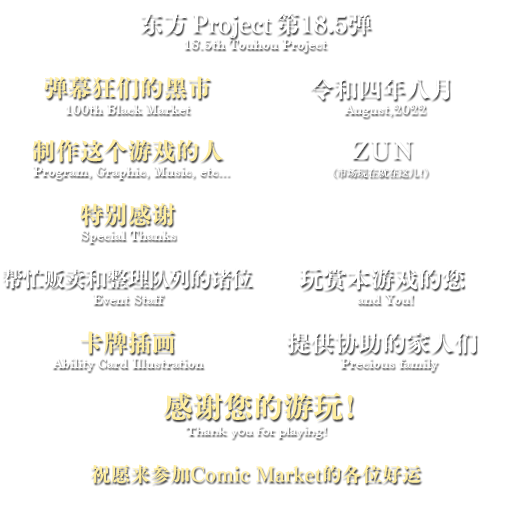 东方 Project 第18.5弹
18.5th Touhou Project
弹幕狂们的黑市
100th Black Market
令和四年八月
August,2022
制作这个游戏的人
Program, Graphic, Music, etc...
ZUN
(市场现在就在这儿!)
特别感谢
Special Thanks
帮忙贩卖和整理队列的诸位
Event Staff
玩赏本游戏的您
and You!
卡牌插画
Ability Card Illustration
提供协助的家人们
Precious family
感谢您的游玩!
Thank you for playing!
祝愿来参加Comic Market的各位好运